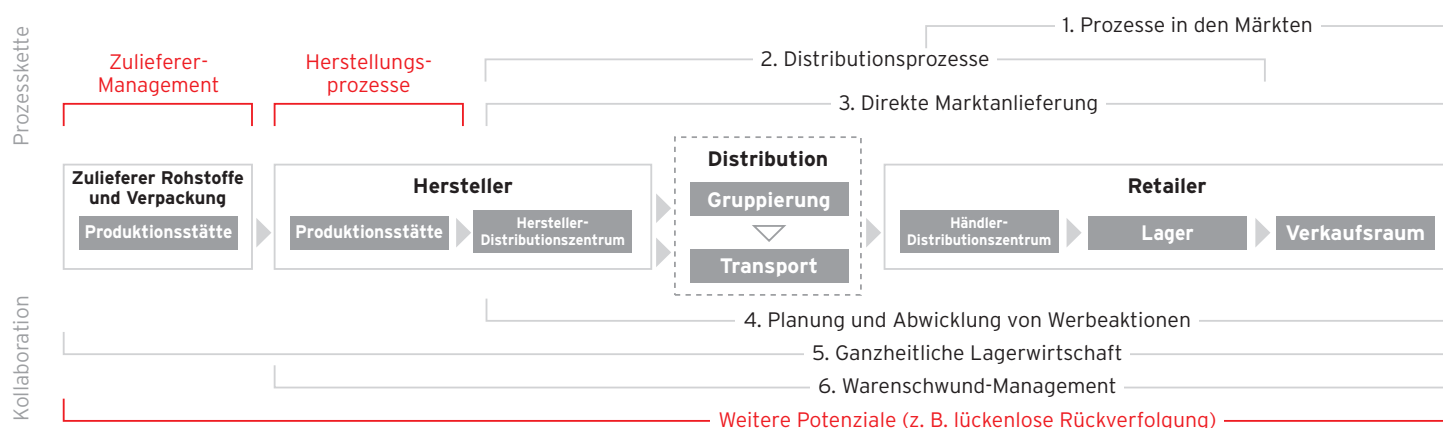 Prozesskette
1. Prozesse in den Märkten
2. Distributionsprozesse
Zulieferer-
Management
Herstellungs-
prozesse
3. Direkte Marktanlieferung
Zulieferer Rohstoffe
und Verpackung
Produktionsstätte
Hersteller
Produktionsstätte
Hersteller-
Distributionszentrum
Distribution
Gruppierung
Transport
Retailer
Händler-
Distributionszentrum
Lager
Verkaufsraum
Kollaboration
4. Planung und Abwicklung von Werbeaktionen
5. Ganzheitliche Lagerwirtschaft
6. Warenschwund-Management
Weitere Potenziale (z. B. lückenlose Rückverfolgung)